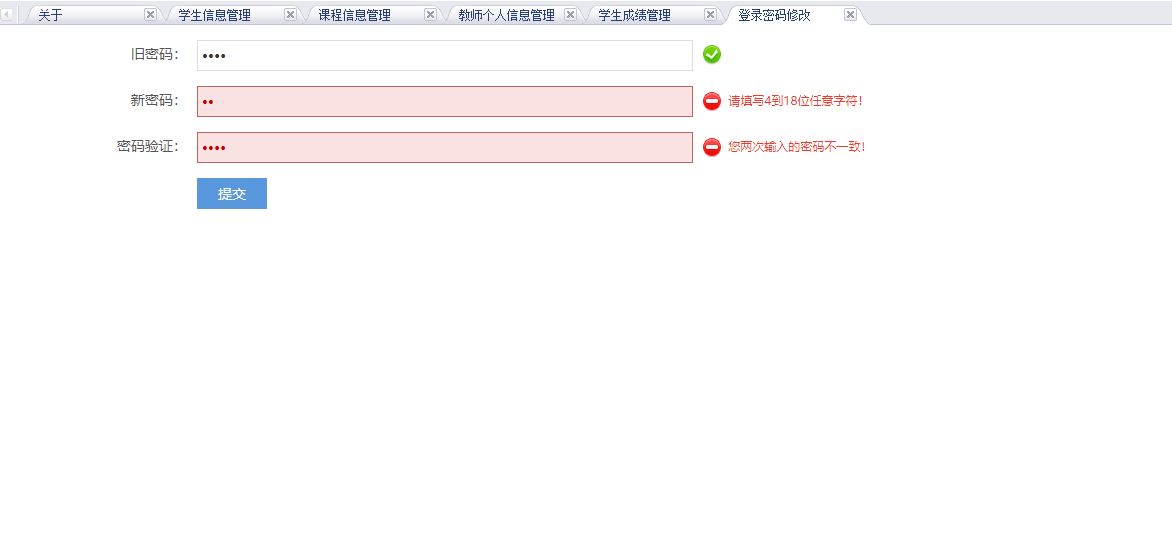 关于 学生信息管理 课程信息管理 教师个人信息管理 学生成绩管理 登录密码修改
旧密码： ••••
新密码： •• 请填写4到18位任意字符！
密码验证： •••• 您两次输入的密码不一致！
提交